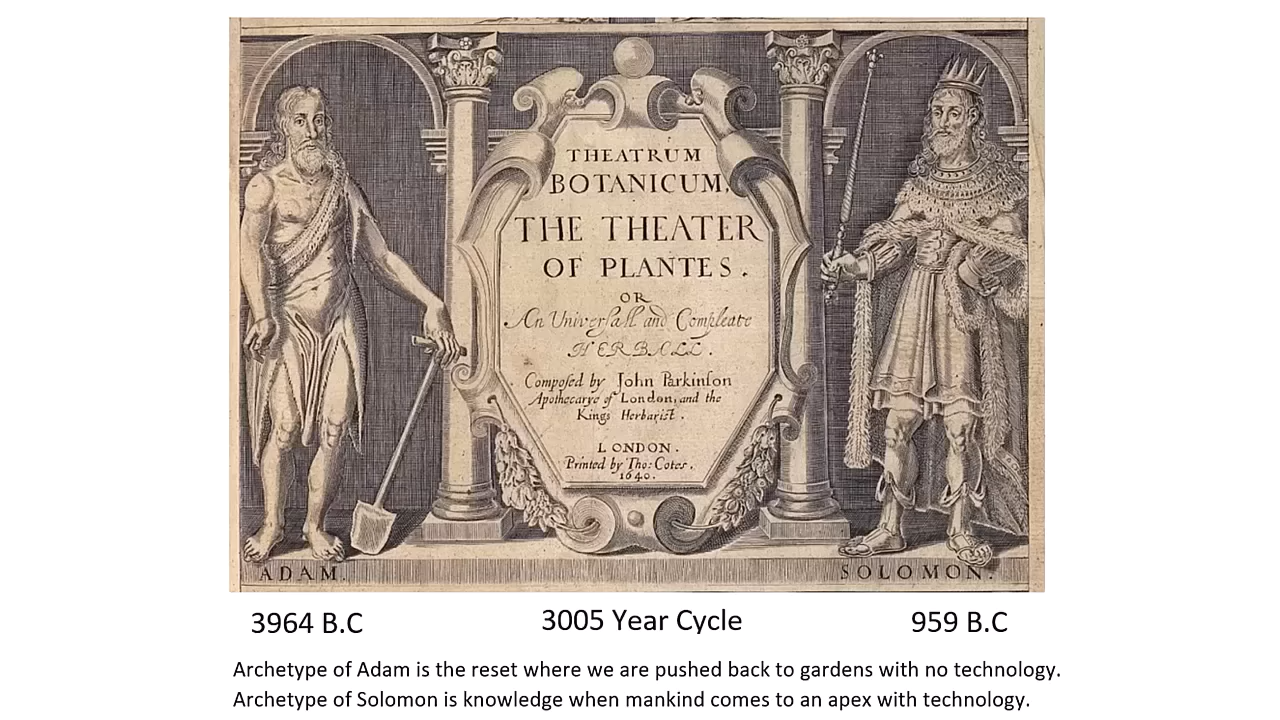 THEATRUM
BOTANICUM,
THE THEATER
OF PLANTES.
OR
An Universall and Compleate
HERBALL.
Composed by John Parkinson
Apothecarye of London, and the
Kings Herbarist.
LONDON.
Printed by Tho: Cotes.
1640.
ADAM.
SOLOMON.
3964 B.C
3005 Year Cycle
959 B.C
Archetype of Adam is the reset where we are pushed back to gardens with no technology.
Archetype of Solomon is knowledge when mankind comes to an apex with technology.